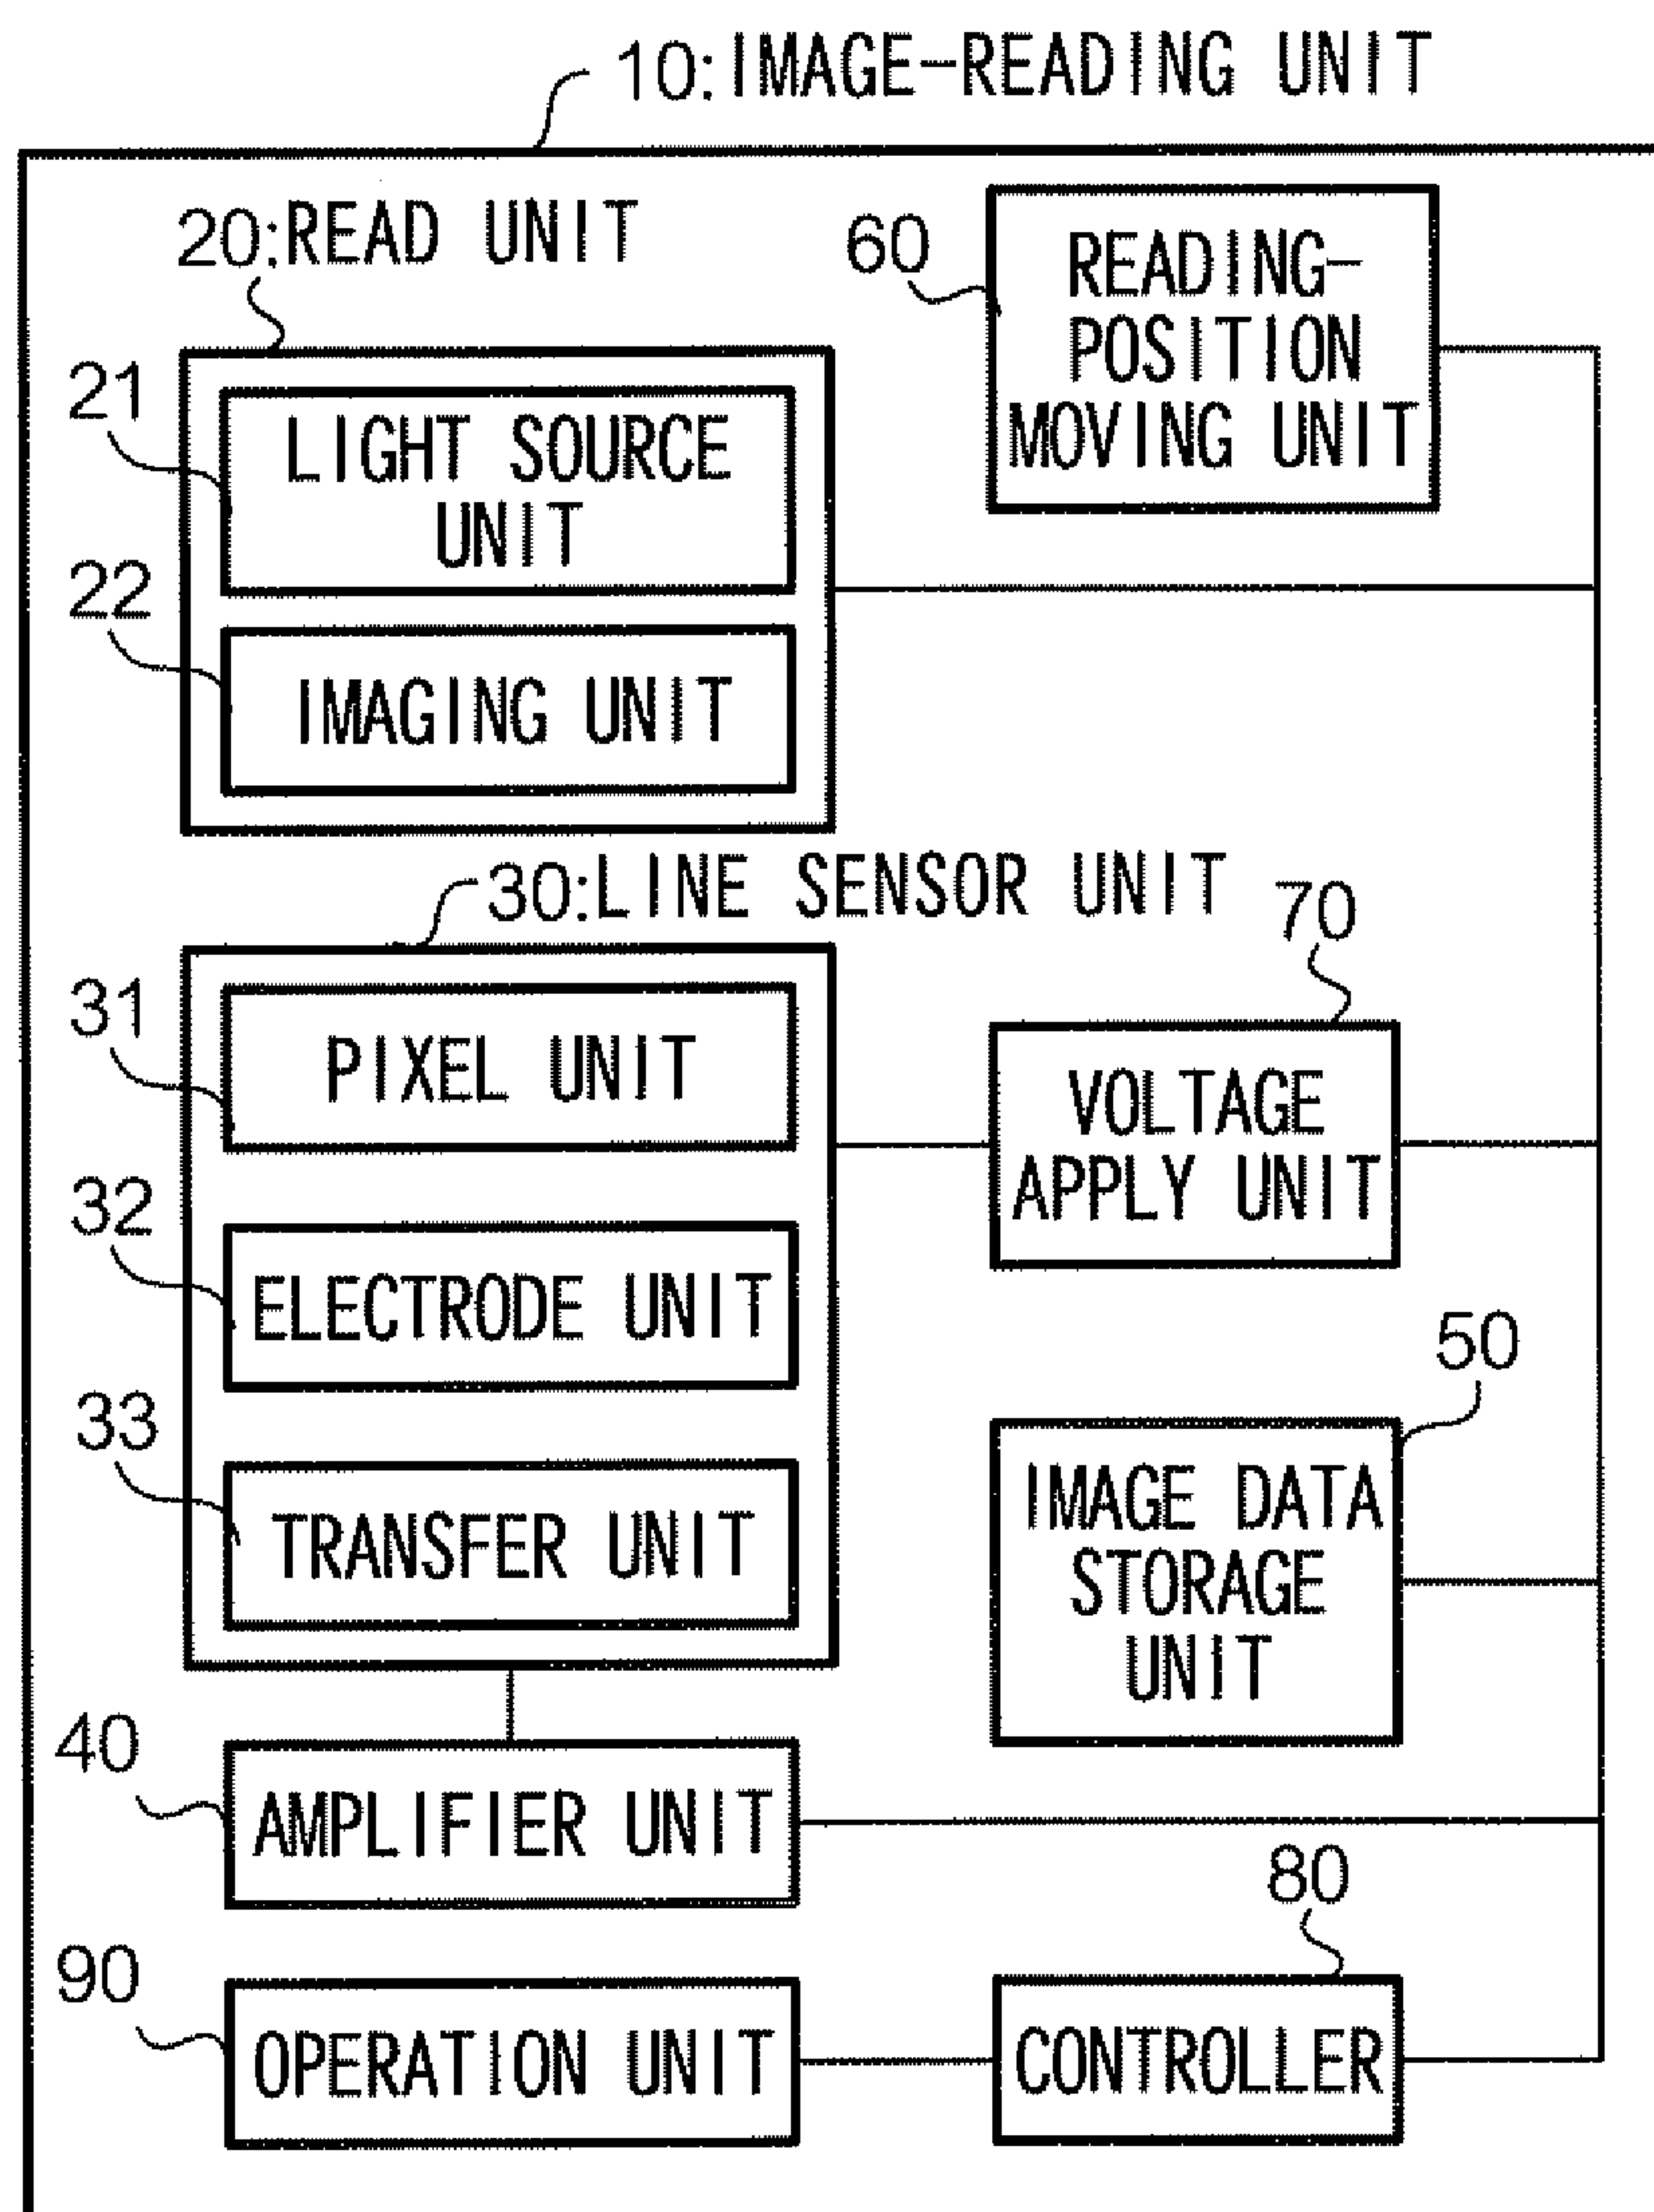 10:IMAGE-READING UNIT
20:READ UNIT
21
LIGHT SOURCE
UNIT
22
IMAGING UNIT
60
READING-
POSITION
MOVING UNIT
30:LINE SENSOR UNIT
31
PIXEL UNIT
32
ELECTRODE UNIT
33
TRANSFER UNIT
70
VOLTAGE
APPLY UNIT
50
IMAGE DATA
STORAGE
UNIT
40
AMPLIFIER UNIT
90
OPERATION UNIT
80
CONTROLLER